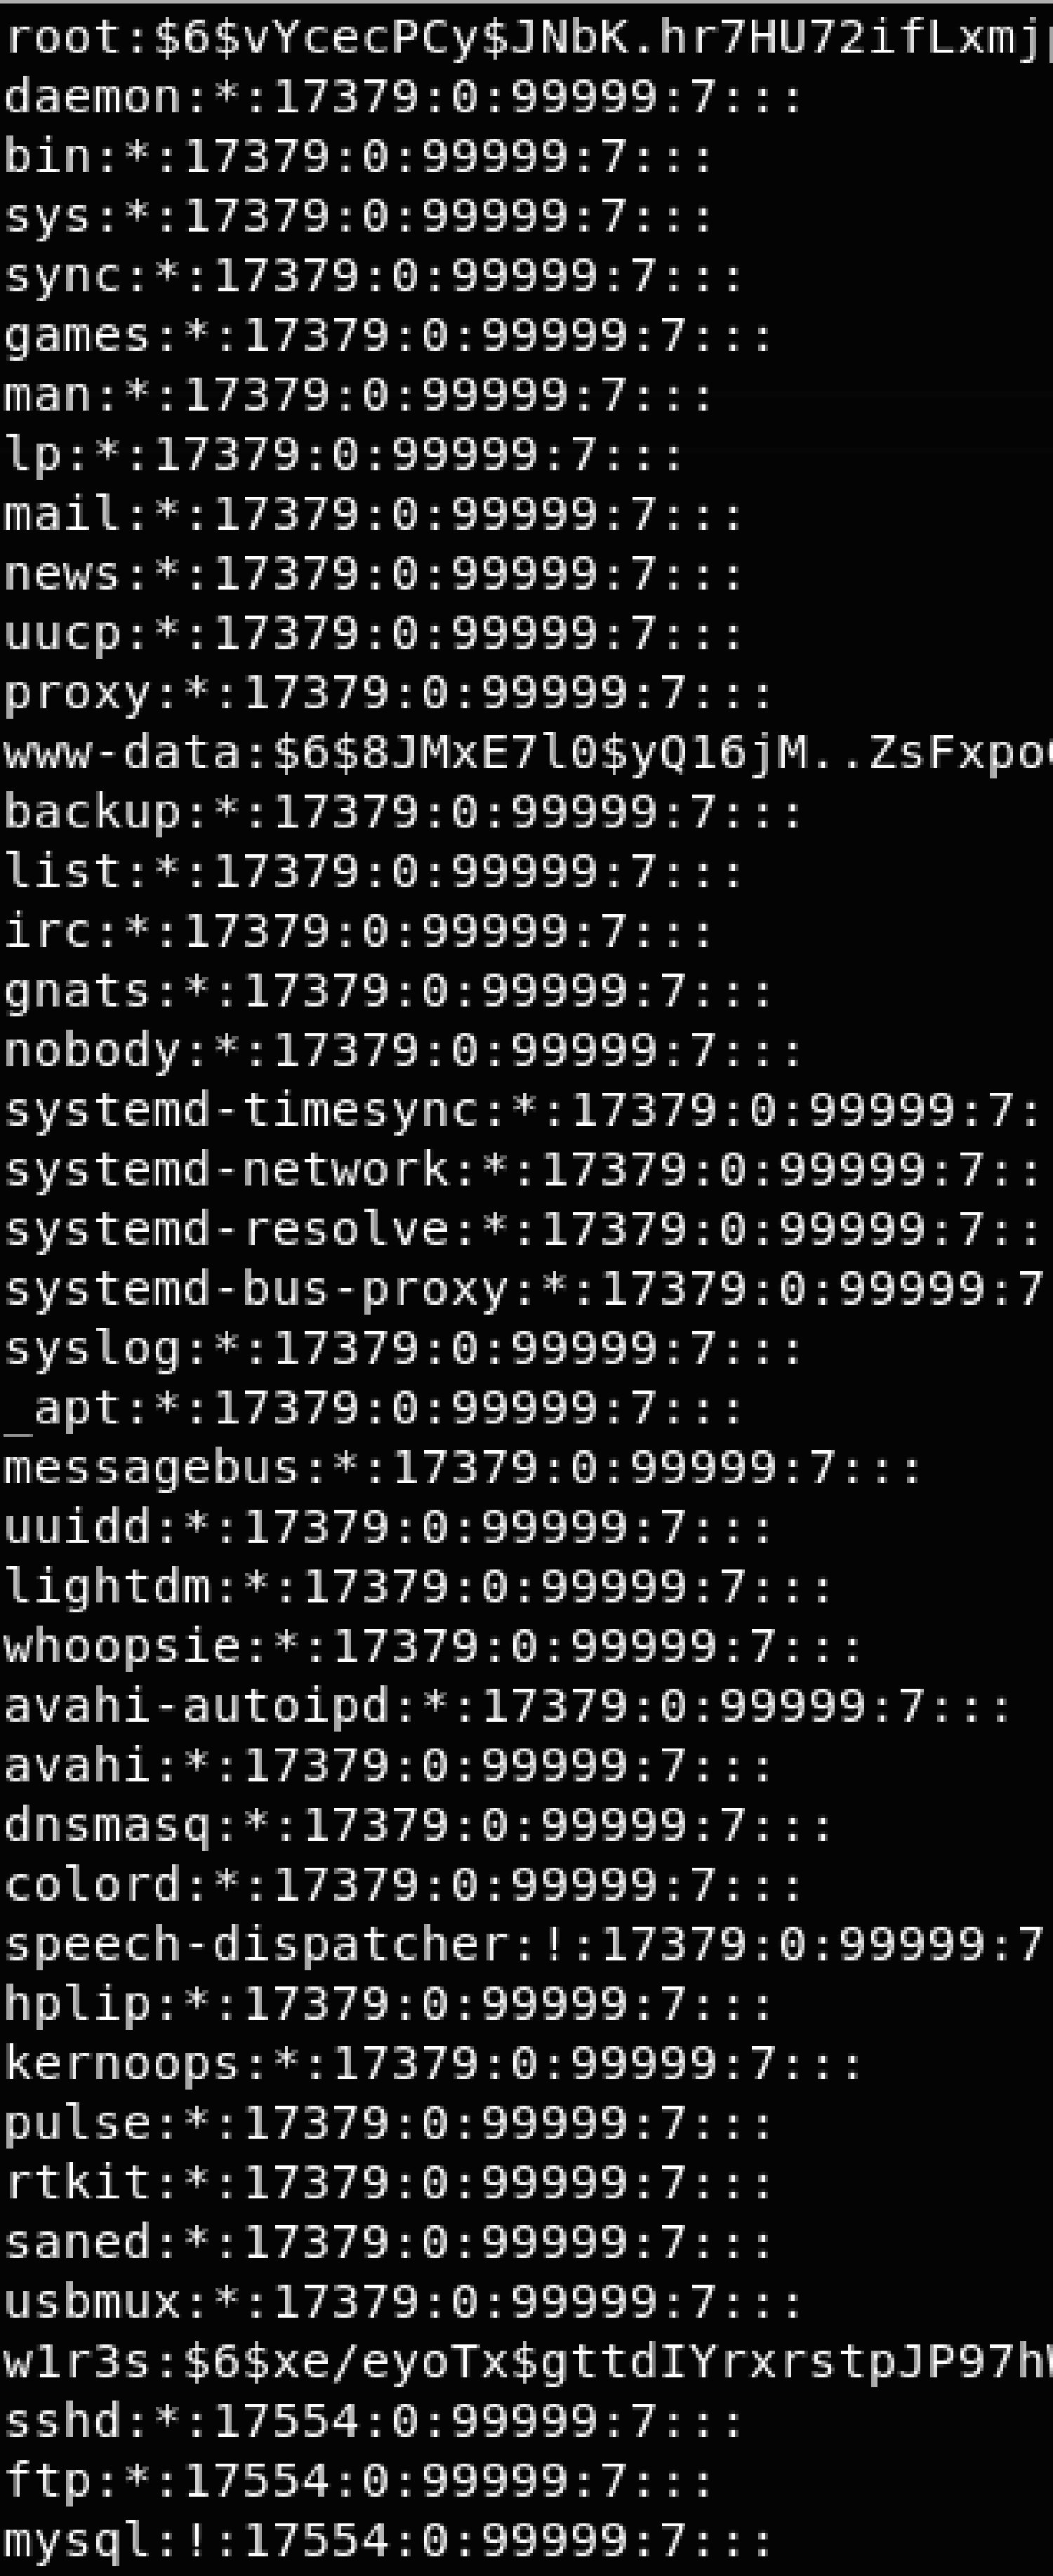 root:$6$vYcecPCy$JNbK.hr7HU72ifLxmjp
daemon:*:17379:0:99999:7:::
bin:*:17379:0:99999:7:::
sys:*:17379:0:99999:7:::
sync:*:17379:0:99999:7:::
games:*:17379:0:99999:7:::
man:*:17379:0:99999:7:::
lp:*:17379:0:99999:7:::
mail:*:17379:0:99999:7:::
news:*:17379:0:99999:7:::
uucp:*:17379:0:99999:7:::
proxy:*:17379:0:99999:7:::
www-data:$6$8JMxE7l0$yQ16jM..ZsFxpo
backup:*:17379:0:99999:7:::
list:*:17379:0:99999:7:::
irc:*:17379:0:99999:7:::
gnats:*:17379:0:99999:7:::
nobody:*:17379:0:99999:7:::
systemd-timesync:*:17379:0:99999:7:
systemd-network:*:17379:0:99999:7::
systemd-resolve:*:17379:0:99999:7::
systemd-bus-proxy:*:17379:0:99999:7
syslog:*:17379:0:99999:7:::
_apt:*:17379:0:99999:7:::
messagebus:*:17379:0:99999:7:::
uuidd:*:17379:0:99999:7:::
lightdm:*:17379:0:99999:7:::
whoopsie:*:17379:0:99999:7:::
avahi-autoipd:*:17379:0:99999:7:::
avahi:*:17379:0:99999:7:::
dnsmasq:*:17379:0:99999:7:::
colord:*:17379:0:99999:7:::
speech-dispatcher:!:17379:0:99999:7
hplip:*:17379:0:99999:7:::
kernoops:*:17379:0:99999:7:::
pulse:*:17379:0:99999:7:::
rtkit:*:17379:0:99999:7:::
saned:*:17379:0:99999:7:::
usbmux:*:17379:0:99999:7:::
w1r3s:$6$xe/eyoTx$gttdIYrxrstpJP97h
sshd:*:17554:0:99999:7:::
ftp:*:17554:0:99999:7:::
mysql:!:17554:0:99999:7:::